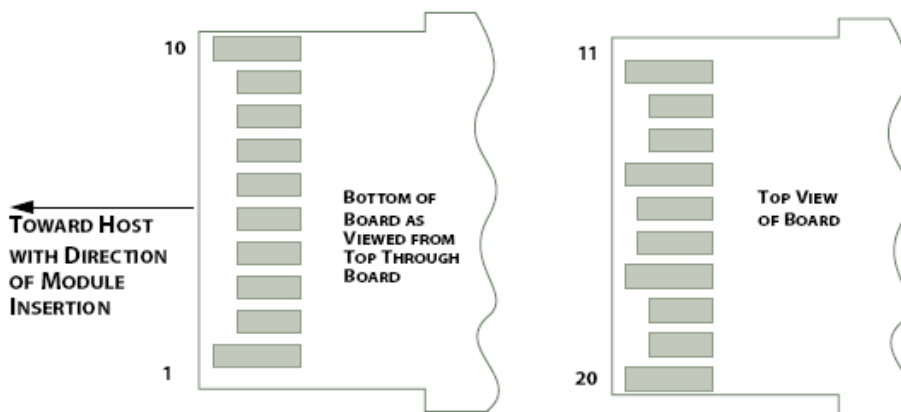 10
BOTTOM OF
BOARD AS
VIEWED FROM
TOP THROUGH
BOARD
TOWARD HOST
WITH DIRECTION
OF MODULE
INSERTION
1
11
TOP VIEW
OF BOARD
20